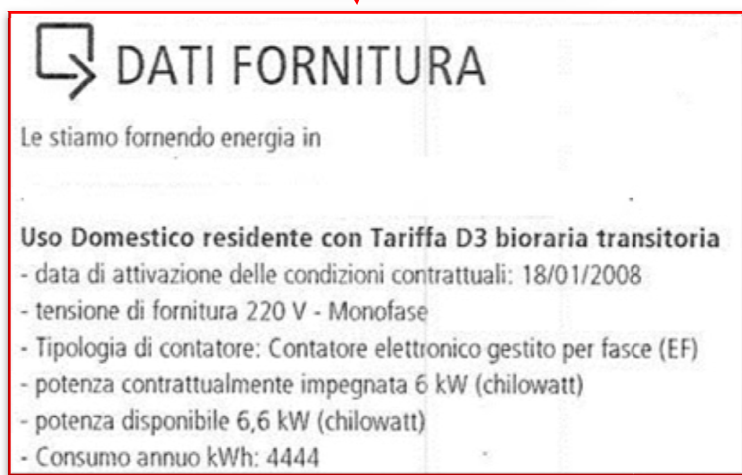 DATI FORNITURA
Le stiamo fornendo energia in
Uso Domestico residente con Tariffa D3 bioraria transitoria
- data di attivazione delle condizioni contrattuali: 18/01/2008
- tensione di fornitura 220 V - Monofase
- Tipologia di contatore: Contatore elettronico gestito per fasce (EF)
- potenza contrattualmente impegnata 6 kW (chilowatt)
- potenza disponibile 6,6 kW (chilowatt)
- Consumo annuo kWh: 4444